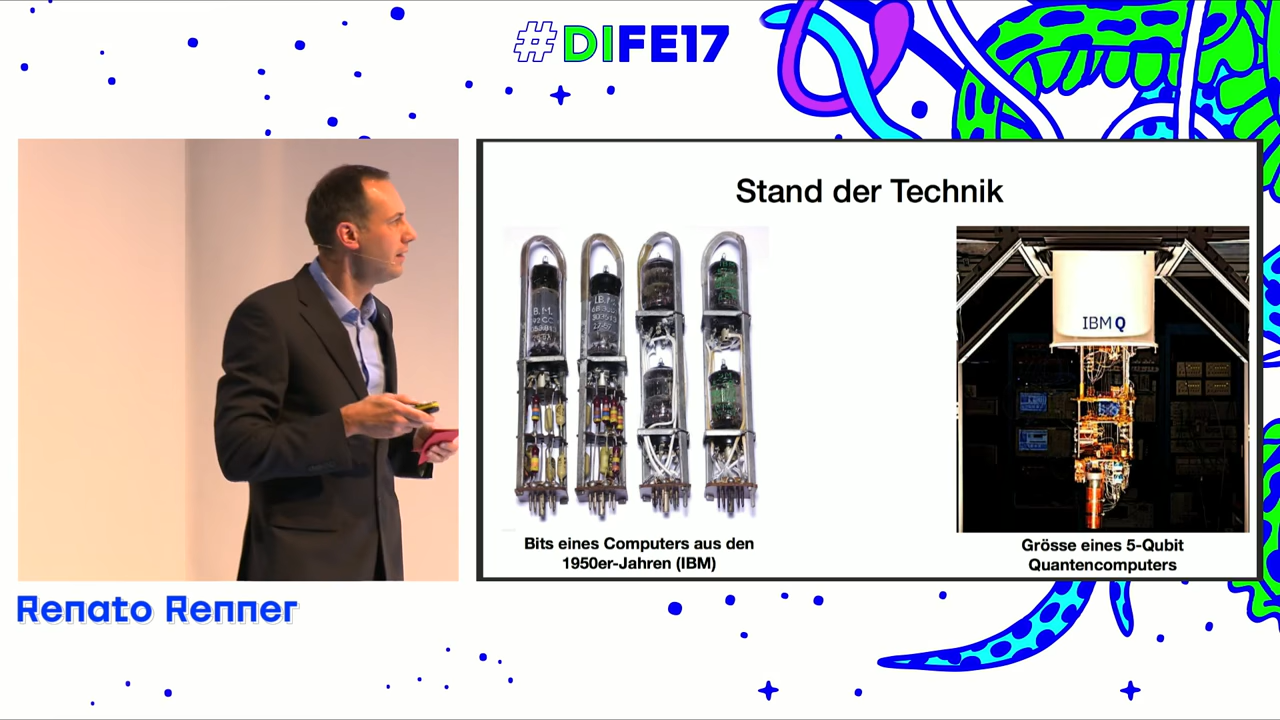 #DIFE17
Stand der Technik
IBM Q
Bits eines Computers aus den
1950er-Jahren (IBM)
Grösse eines 5-Qubit
Quantencomputers
Renato Renner